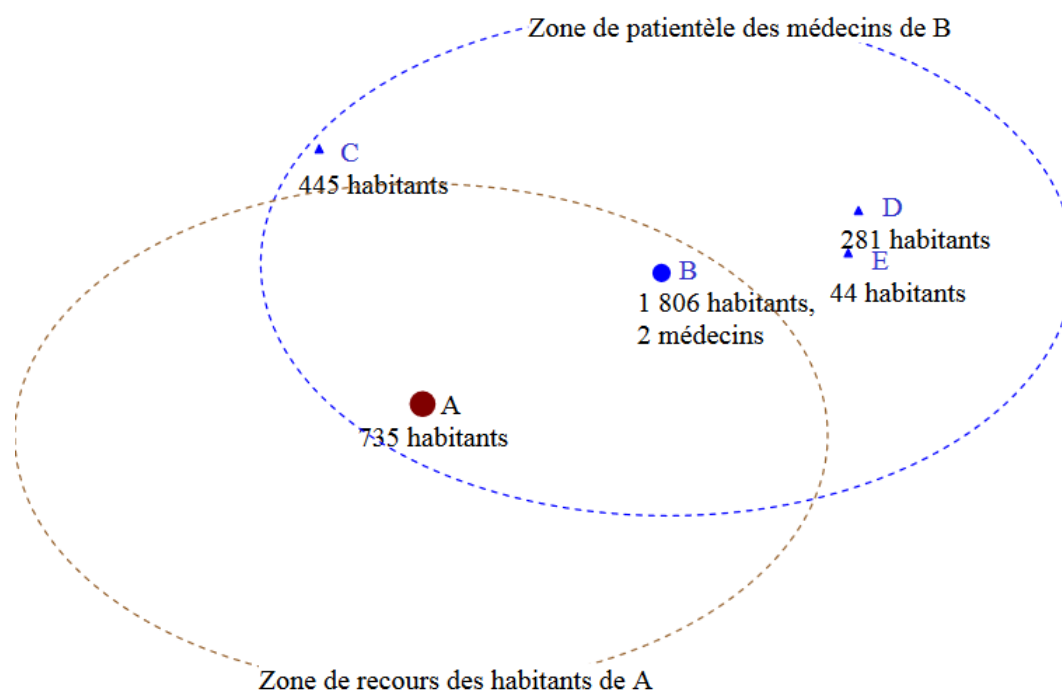 Zone de patientèle des médecins de B
C
445 habitants
D
281 habitants
E
44 habitants
B
1 806 habitants,
2 médecins
A
735 habitants
Zone de recours des habitants de A